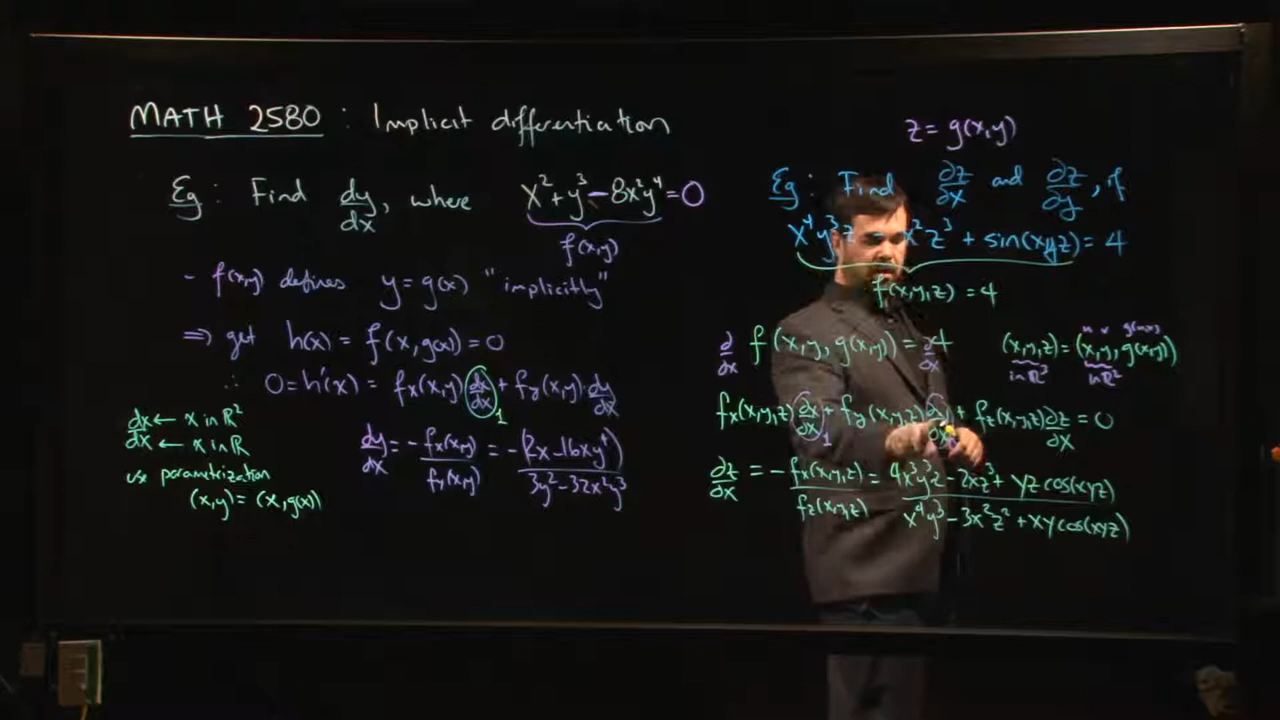 MATH 2580 : Implicit differentiation
Eg : Find dy/dx, where x² + y³ − 8x²y⁴ = 0
f(x,y)
- f(x,y) defines y = g(x) "implicitly"
⇒ get h(x) = f(x, g(x)) = 0
∴ 0 = h'(x) = fx(x,y) dx/dx + fy(x,y) dy/dx
1
dy/dx = − fx(x,y)/fy(x,y) = −(2x − 16xy⁴)/3y² − 32x²y³
dx ← x in ℝ²
dx ← x in ℝ
use parametrization
(x,y) = (x, g(x))
z = g(x,y)
Eg : Find ∂z/∂x and ∂z/∂y, if
x⁴y³z − x²z³ + sin(xyz) = 4
f(x,y,z) = 4
∂/∂x f(x,y, g(x,y)) = ∂/∂x 4
(x,y,z) = (x,y, g(x,y))
in ℝ³ in ℝ²
fx(x,y,z) ∂x/∂x + fy(x,y,z) ∂y/∂x + fz(x,y,z) ∂z/∂x = 0
1
∂z/∂x = − fx(x,y,z)/fz(x,y,z) = 4x³y³z − 2xz³ + yz cos(xyz)/x⁴y³ − 3x²z² + xy cos(xyz)